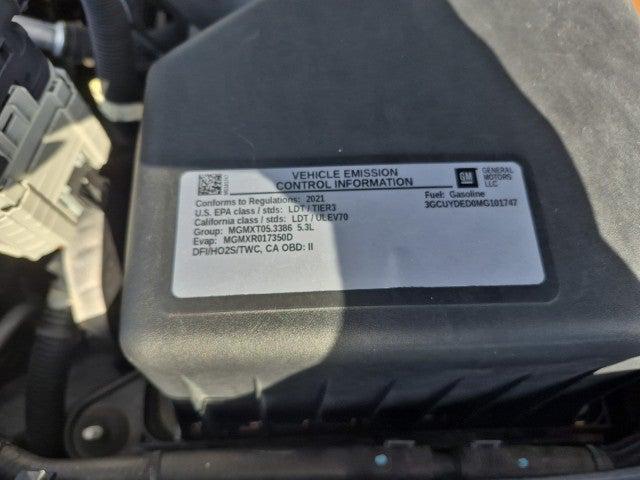 VEHICLE EMISSION
CONTROL INFORMATION
GM
GENERAL
MOTORS
LLC
Conforms to Regulations: 2021
U.S. EPA class / stds: LDT / TIER3
California class / stds: LDT / ULEV70
Group: MGMXT05.3386 5.3L
Evap: MGMXR017350D
DFI/HO2S/TWC, CA OBD: II
Fuel: Gasoline
3GCUYDED0MG101747